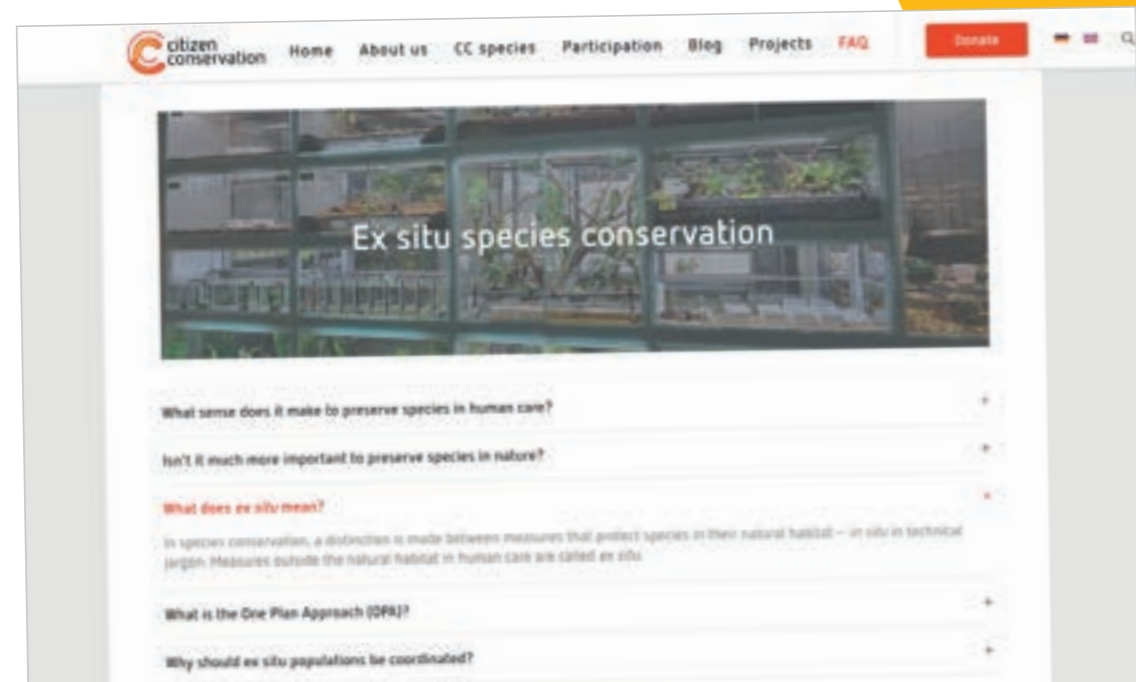 citizen
conservation
Home About us CC species Participation Blog Projects FAQ
Donate
Ex situ species conservation
What sense does it make to preserve species in human care?
Isn't it much more important to preserve species in nature?
What does ex situ mean?
In species conservation, a distinction is made between measures that protect species in their natural habitat – in situ in technical
jargon. Measures outside the natural habitat in human care are called ex situ.
What is the One Plan Approach (OPA)?
Why should ex situ populations be coordinated?